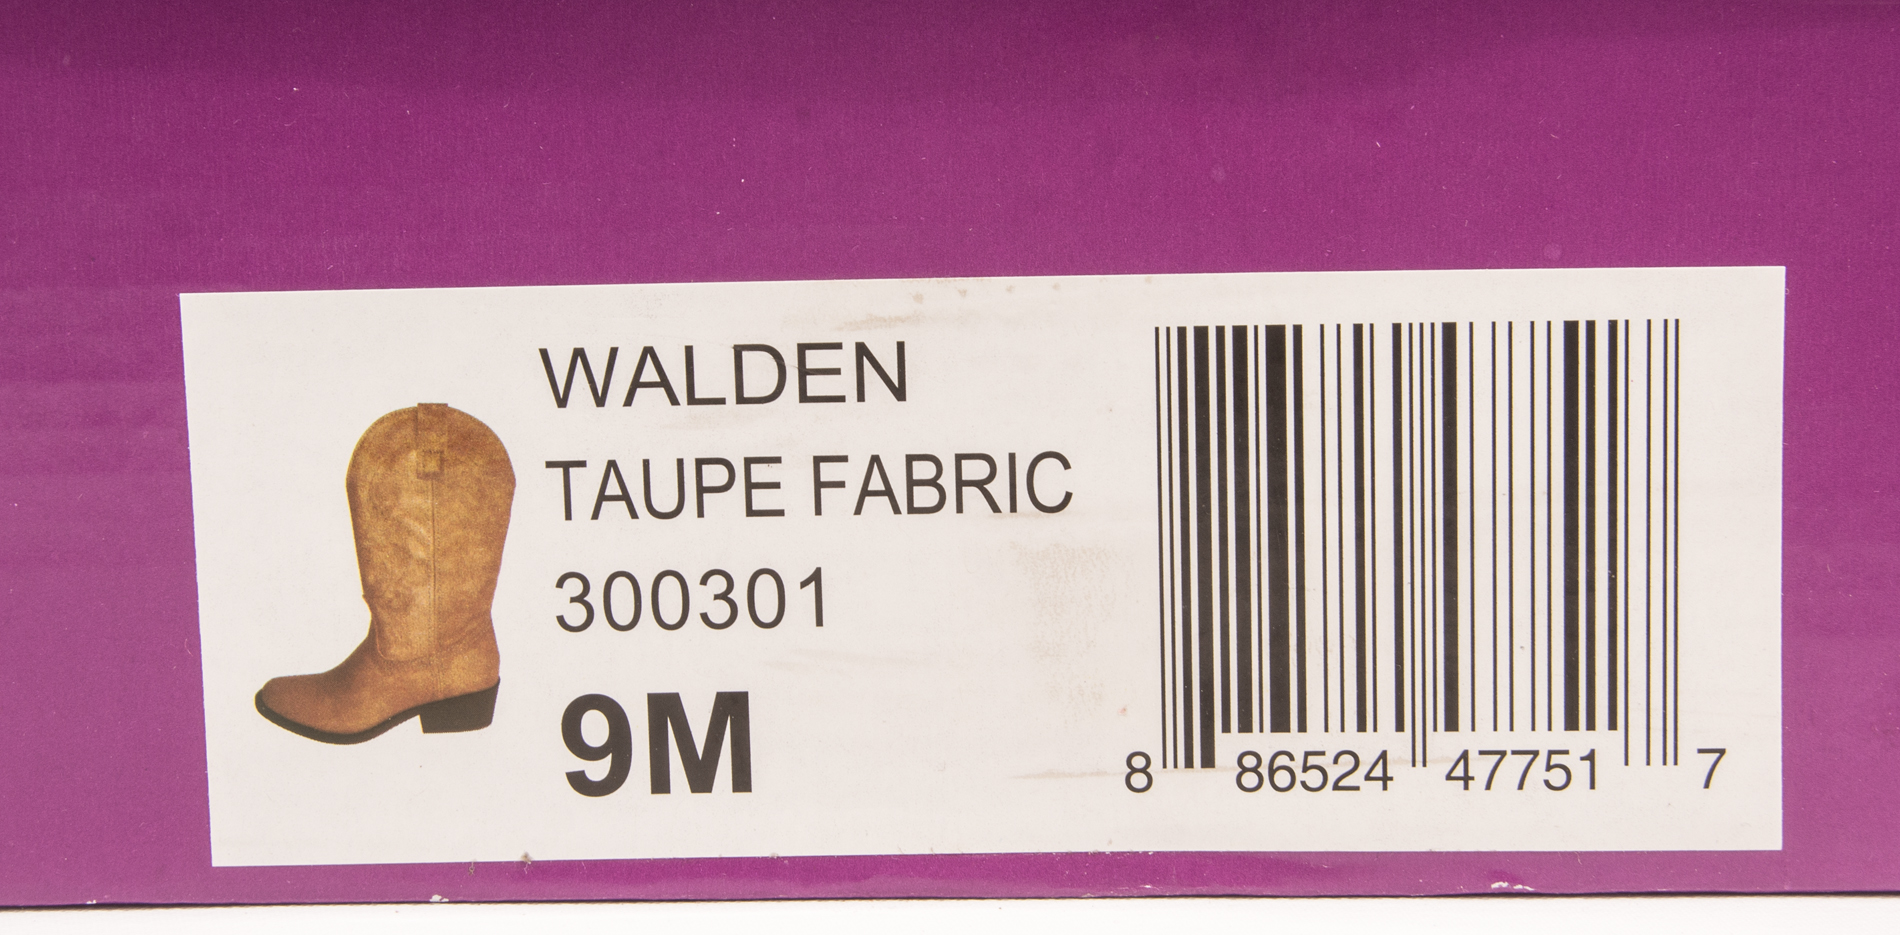 WALDEN
TAUPE FABRIC
300301
9M
8 86524 47751 7